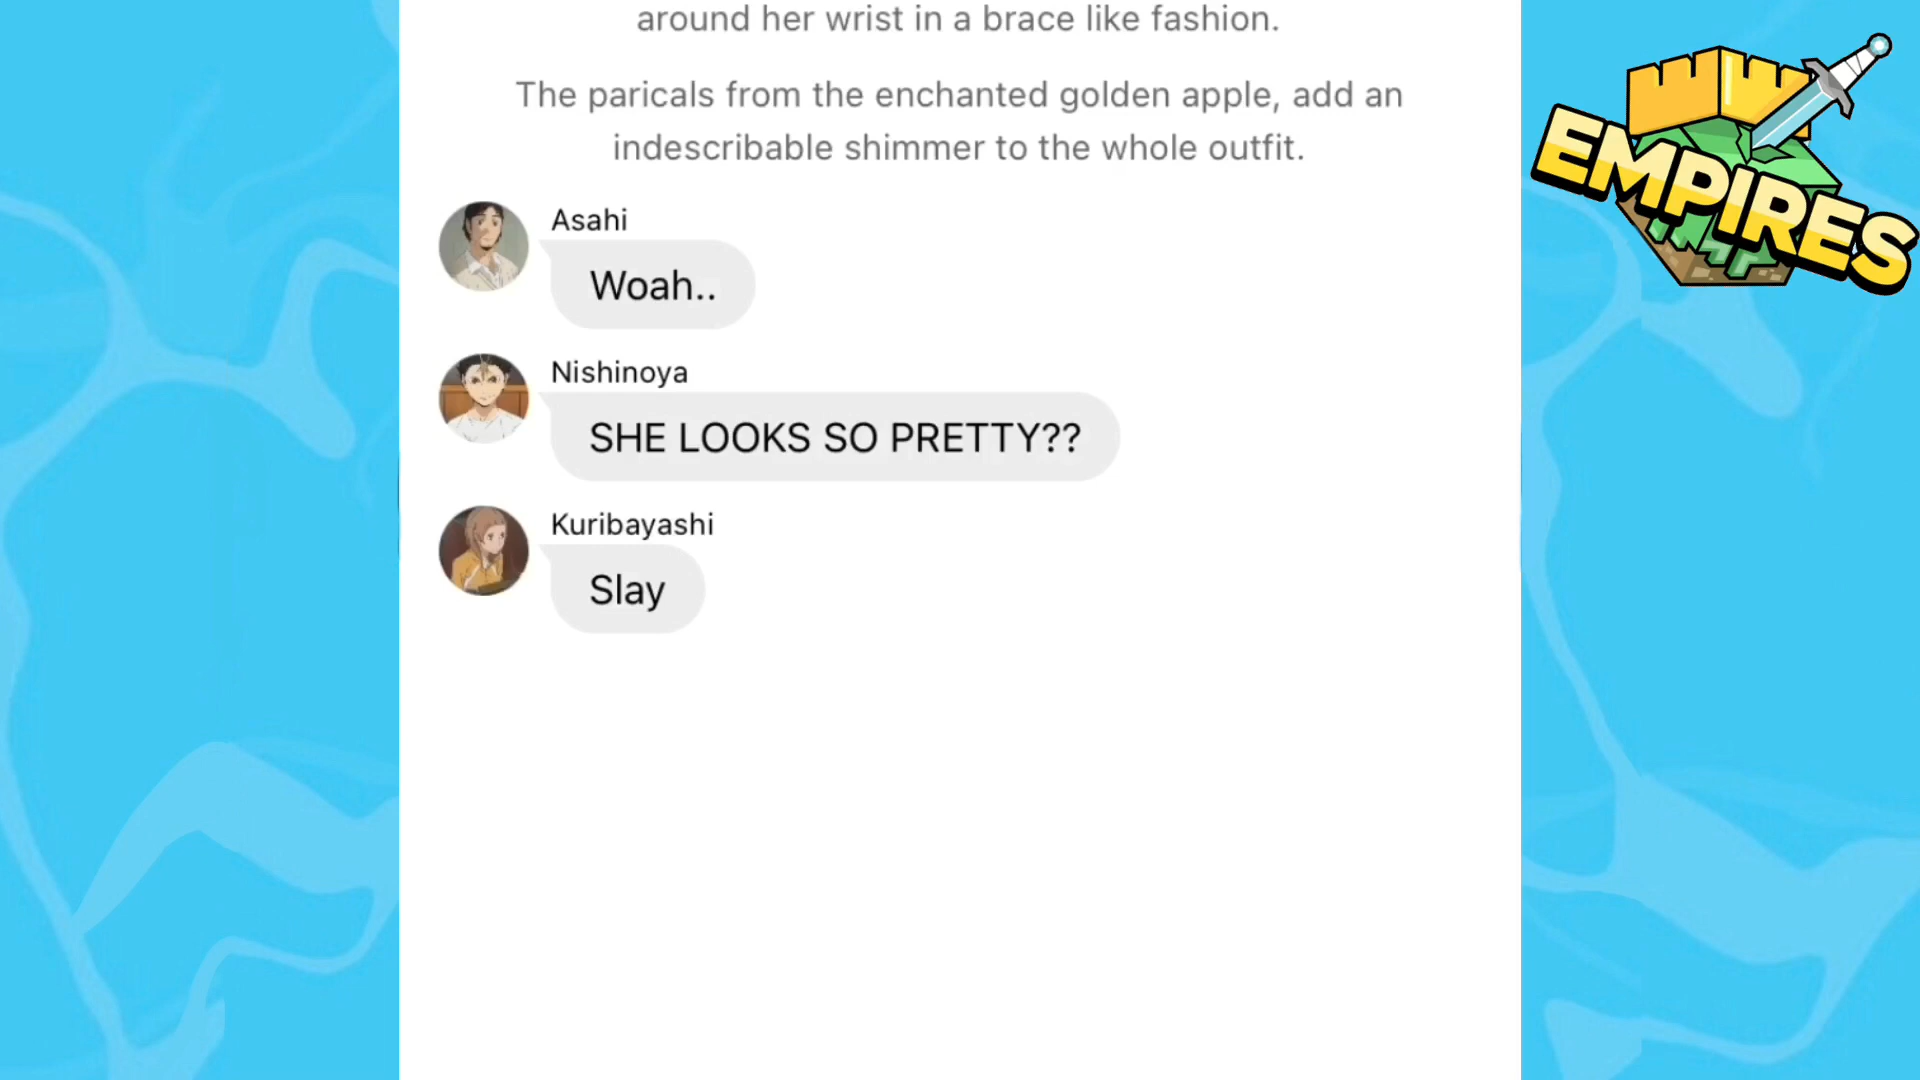 around her wrist in a brace like fashion.
The paricals from the enchanted golden apple, add an
indescribable shimmer to the whole outfit.
Asahi
Woah..
Nishinoya
SHE LOOKS SO PRETTY??
Kuribayashi
Slay
EMPIRES